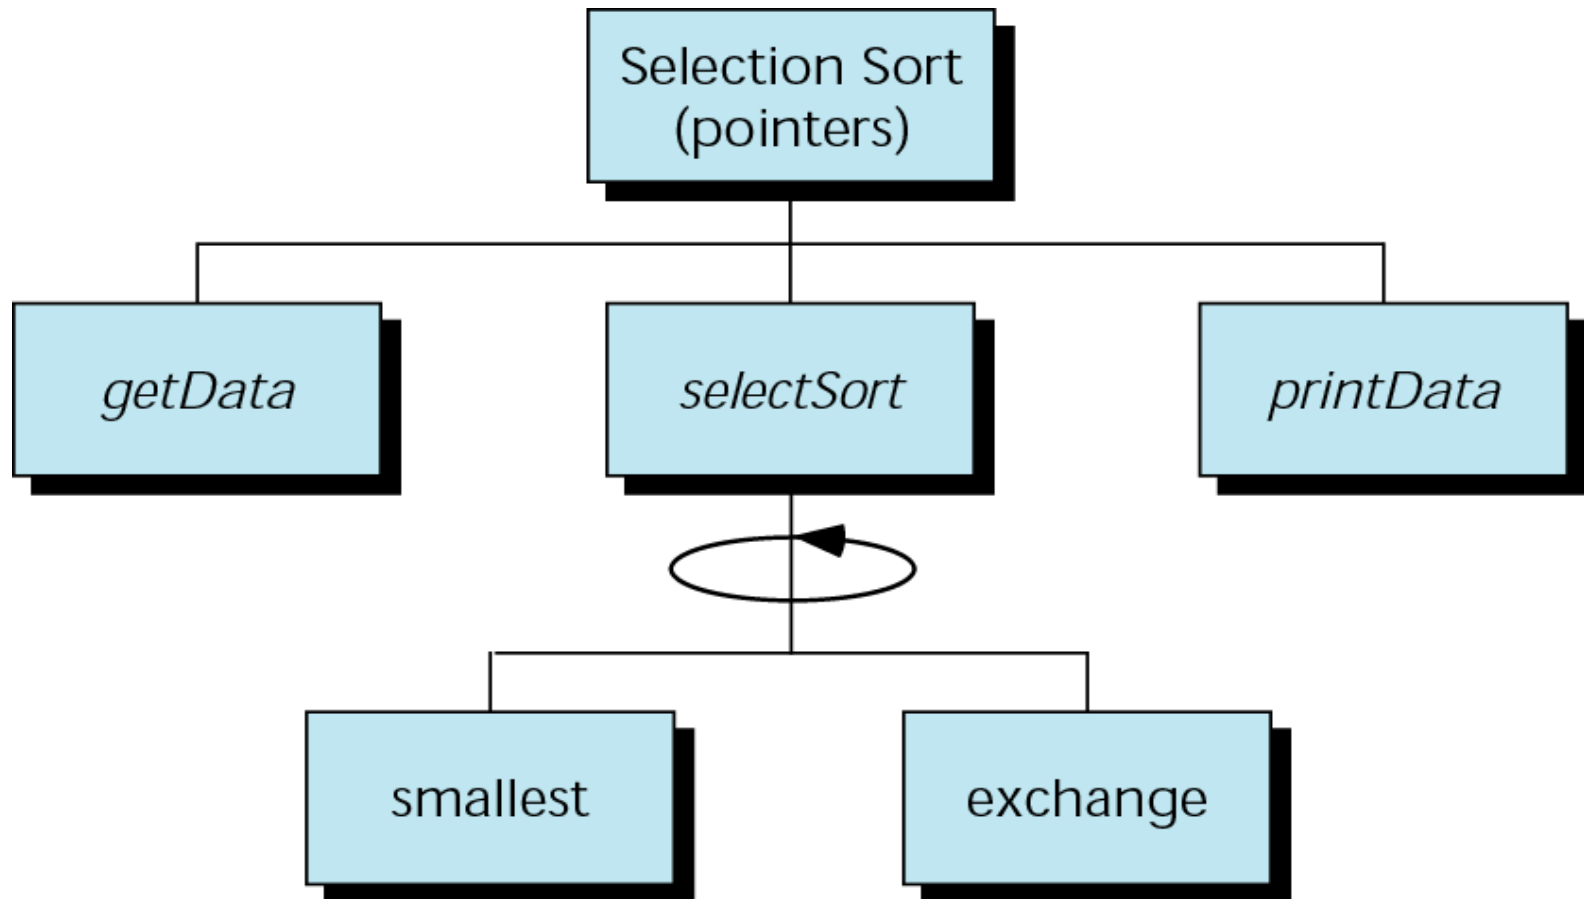 Selection Sort
(pointers)
getData
selectSort
printData
smallest
exchange